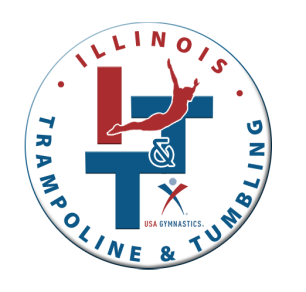 • ILLINOIS •
T
T
&
USA GYMNASTICS
TRAMPOLINE & TUMBLING